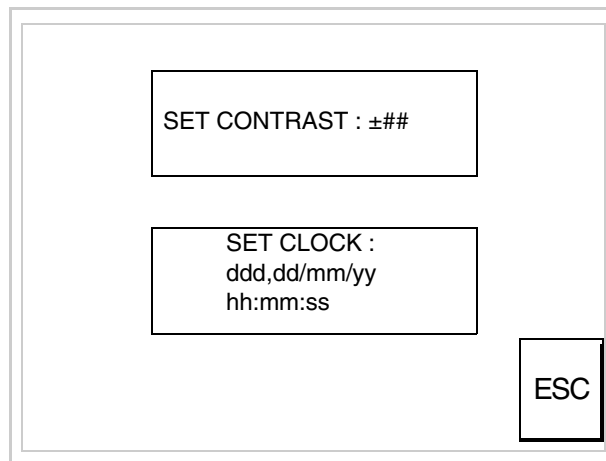 SET CONTRAST : ±##
SET CLOCK :
ddd,dd/mm/yy
hh:mm:ss
ESC